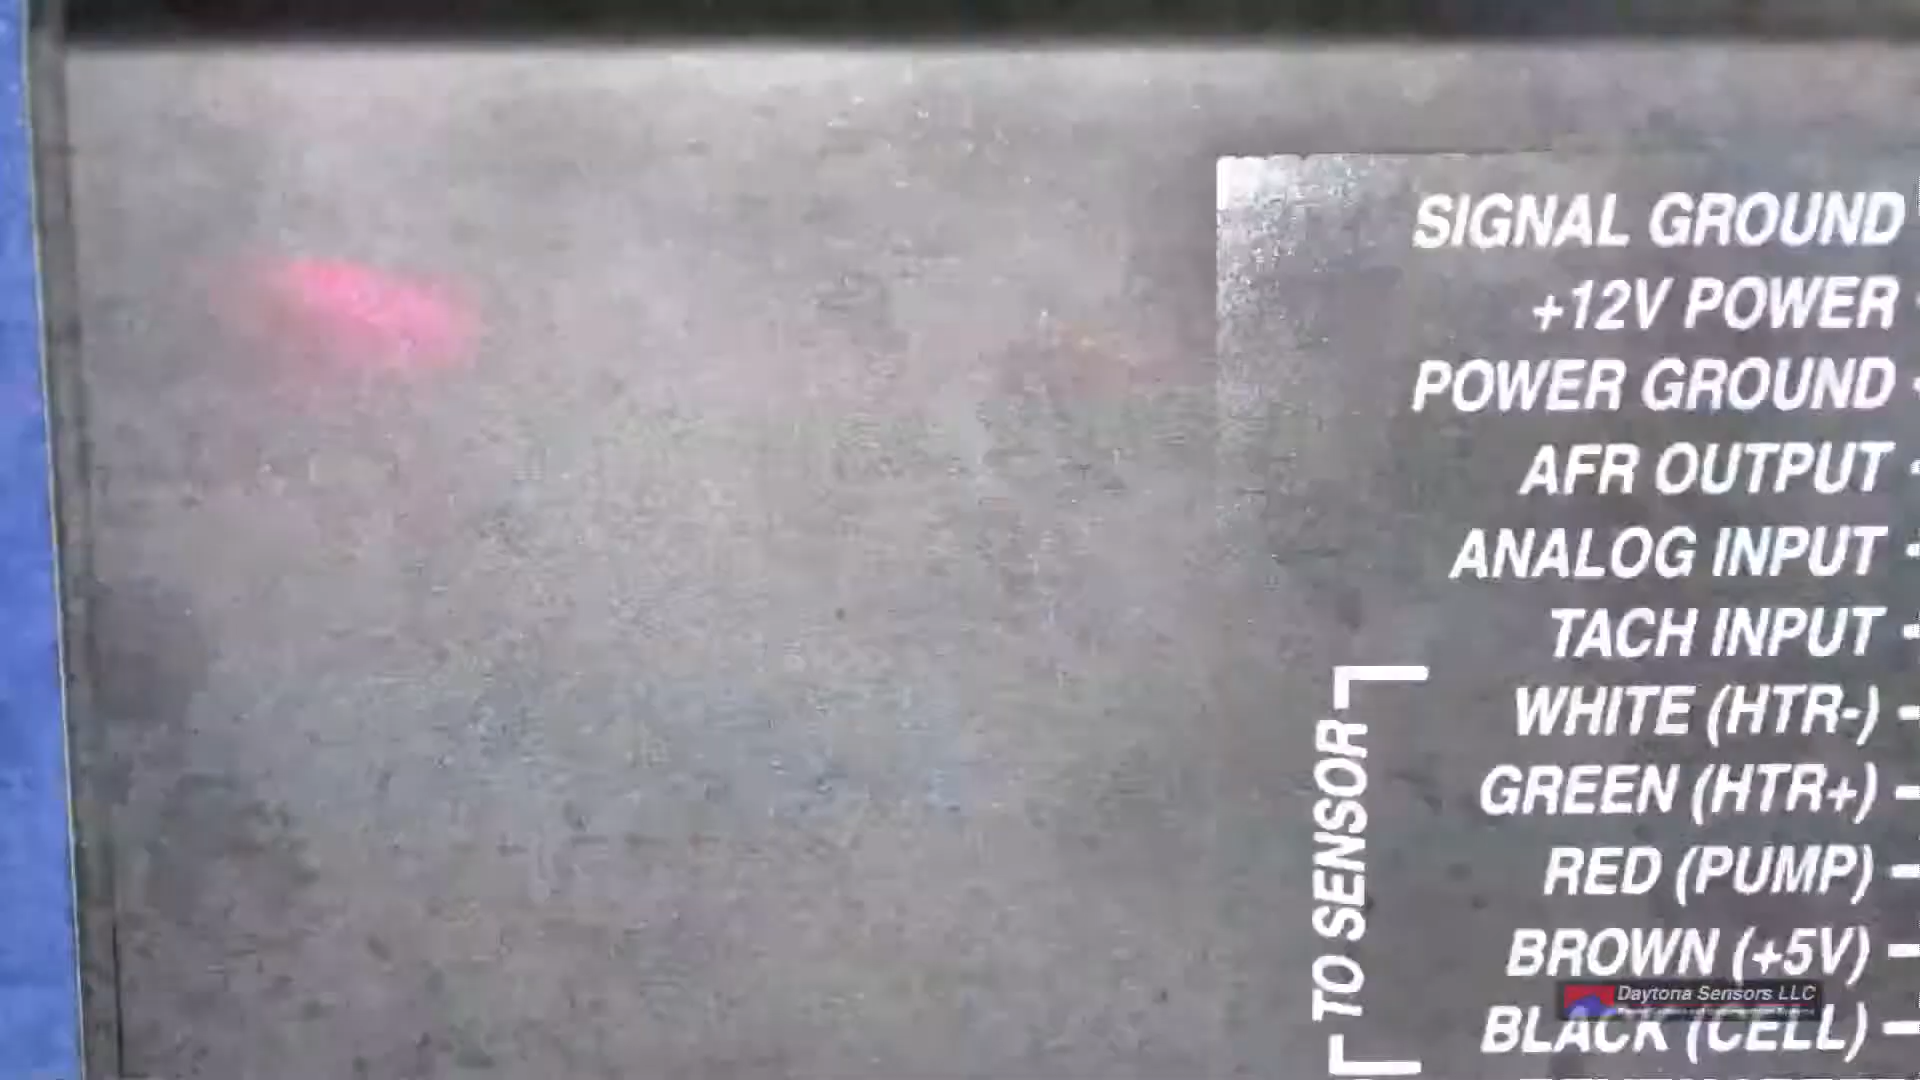 SIGNAL GROUND
+12V POWER
POWER GROUND
AFR OUTPUT
ANALOG INPUT
TACH INPUT
WHITE (HTR-)
GREEN (HTR+)
RED (PUMP)
BROWN (+5V)
BLACK (CELL)
TO SENSOR
Daytona Sensors LLC